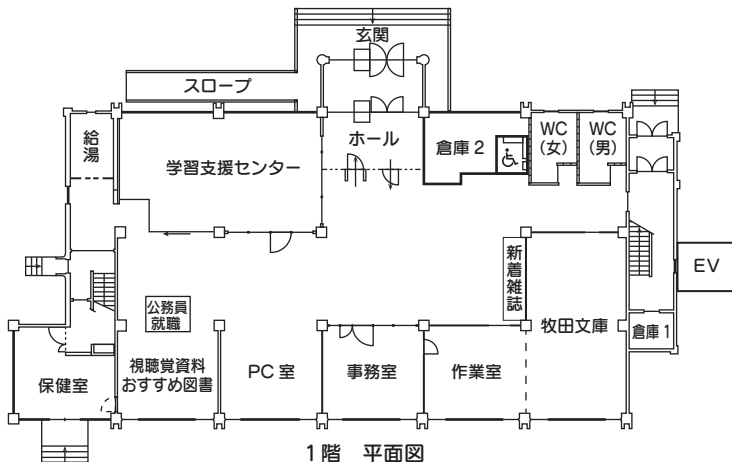 玄関
スロープ
給湯
学習支援センター
ホール
倉庫2
WC
(女)
WC
(男)
EV
新着雑誌
公務員
就職
牧田文庫
倉庫1
保健室
視聴覚資料
おすすめ図書
PC室
事務室
作業室
1階 平面図